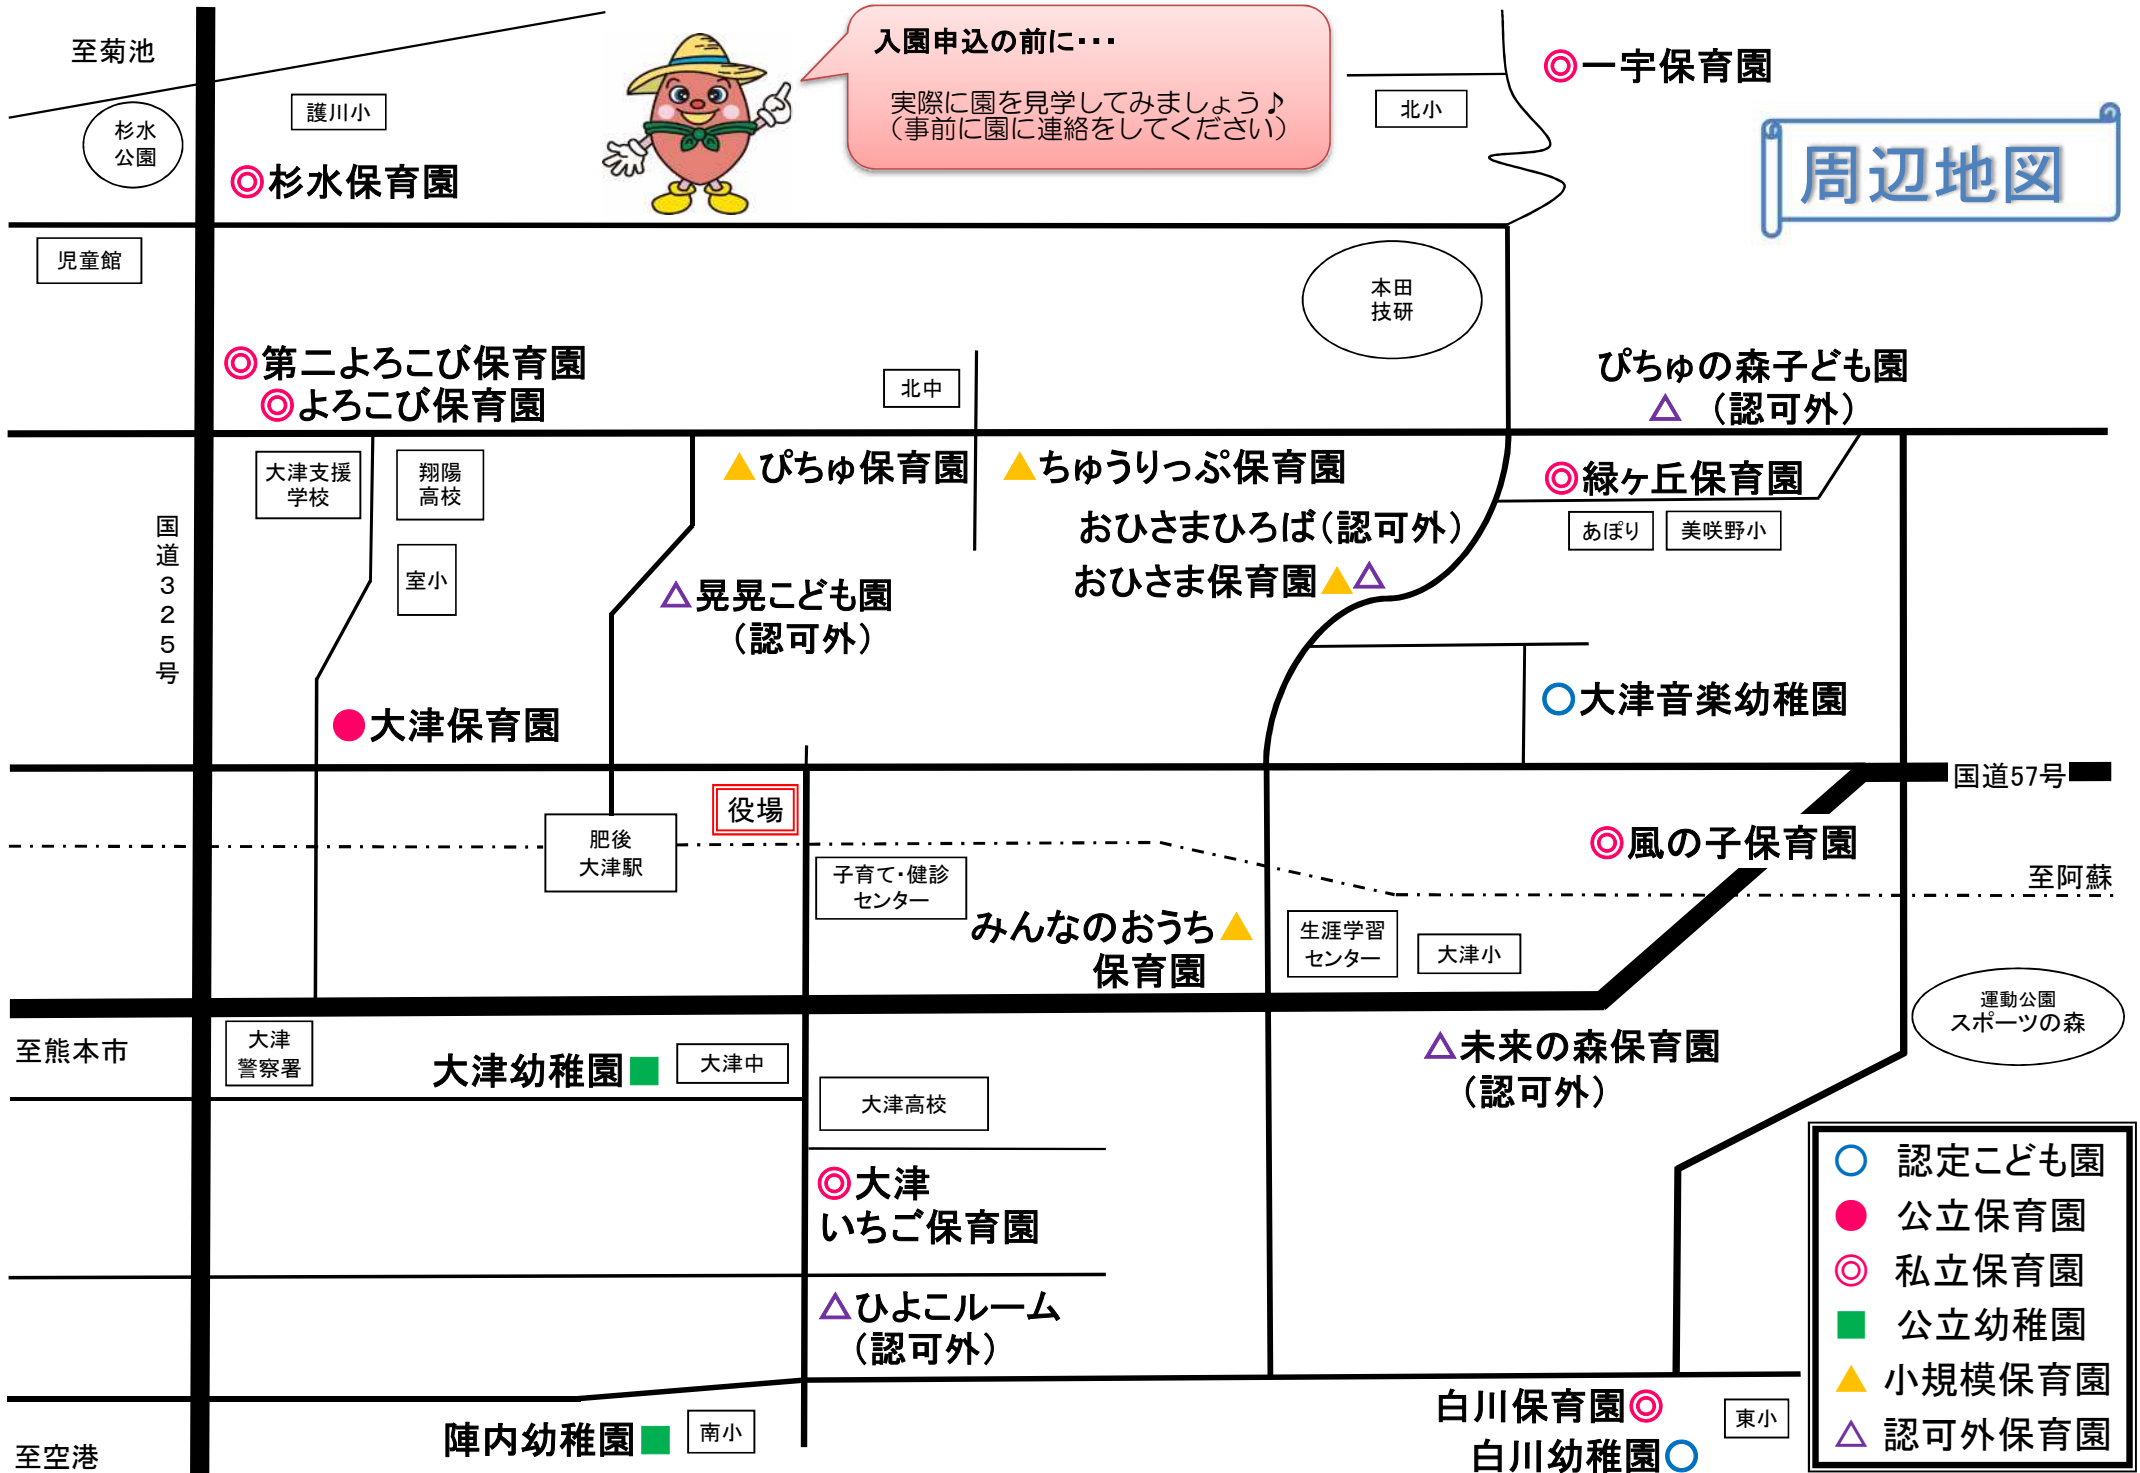 至菊池
入園申込の前に･･･
実際に園を見学してみましょう♪
（事前に園に連絡をしてください）
◎一宇保育園
北小
周辺地図
杉水
公園
護川小
◎杉水保育園
児童館
本田
技研
◎第二よろこび保育園
◎よろこび保育園
北中
ぴちゅの森子ども園
△（認可外）
大津支援
学校
翔陽
高校
▲ぴちゅ保育園
▲ちゅうりっぷ保育園
◎緑ヶ丘保育園
おひさまひろば（認可外）
あぽり
美咲野小
国道３２５号
室小
△晃晃こども園
（認可外）
おひさま保育園▲△
●大津保育園
○大津音楽幼稚園
国道57号
役場
肥後
大津駅
◎風の子保育園
至阿蘇
子育て・健診
センター
みんなのおうち▲
保育園
生涯学習
センター
大津小
運動公園
スポーツの森
至熊本市
大津
警察署
大津幼稚園■
大津中
△未来の森保育園
（認可外）
大津高校
◎大津
いちご保育園
△ひよこルーム
（認可外）
陣内幼稚園■
南小
白川保育園◎
白川幼稚園○
東小
至空港
○ 認定こども園
● 公立保育園
◎ 私立保育園
■ 公立幼稚園
▲ 小規模保育園
△ 認可外保育園